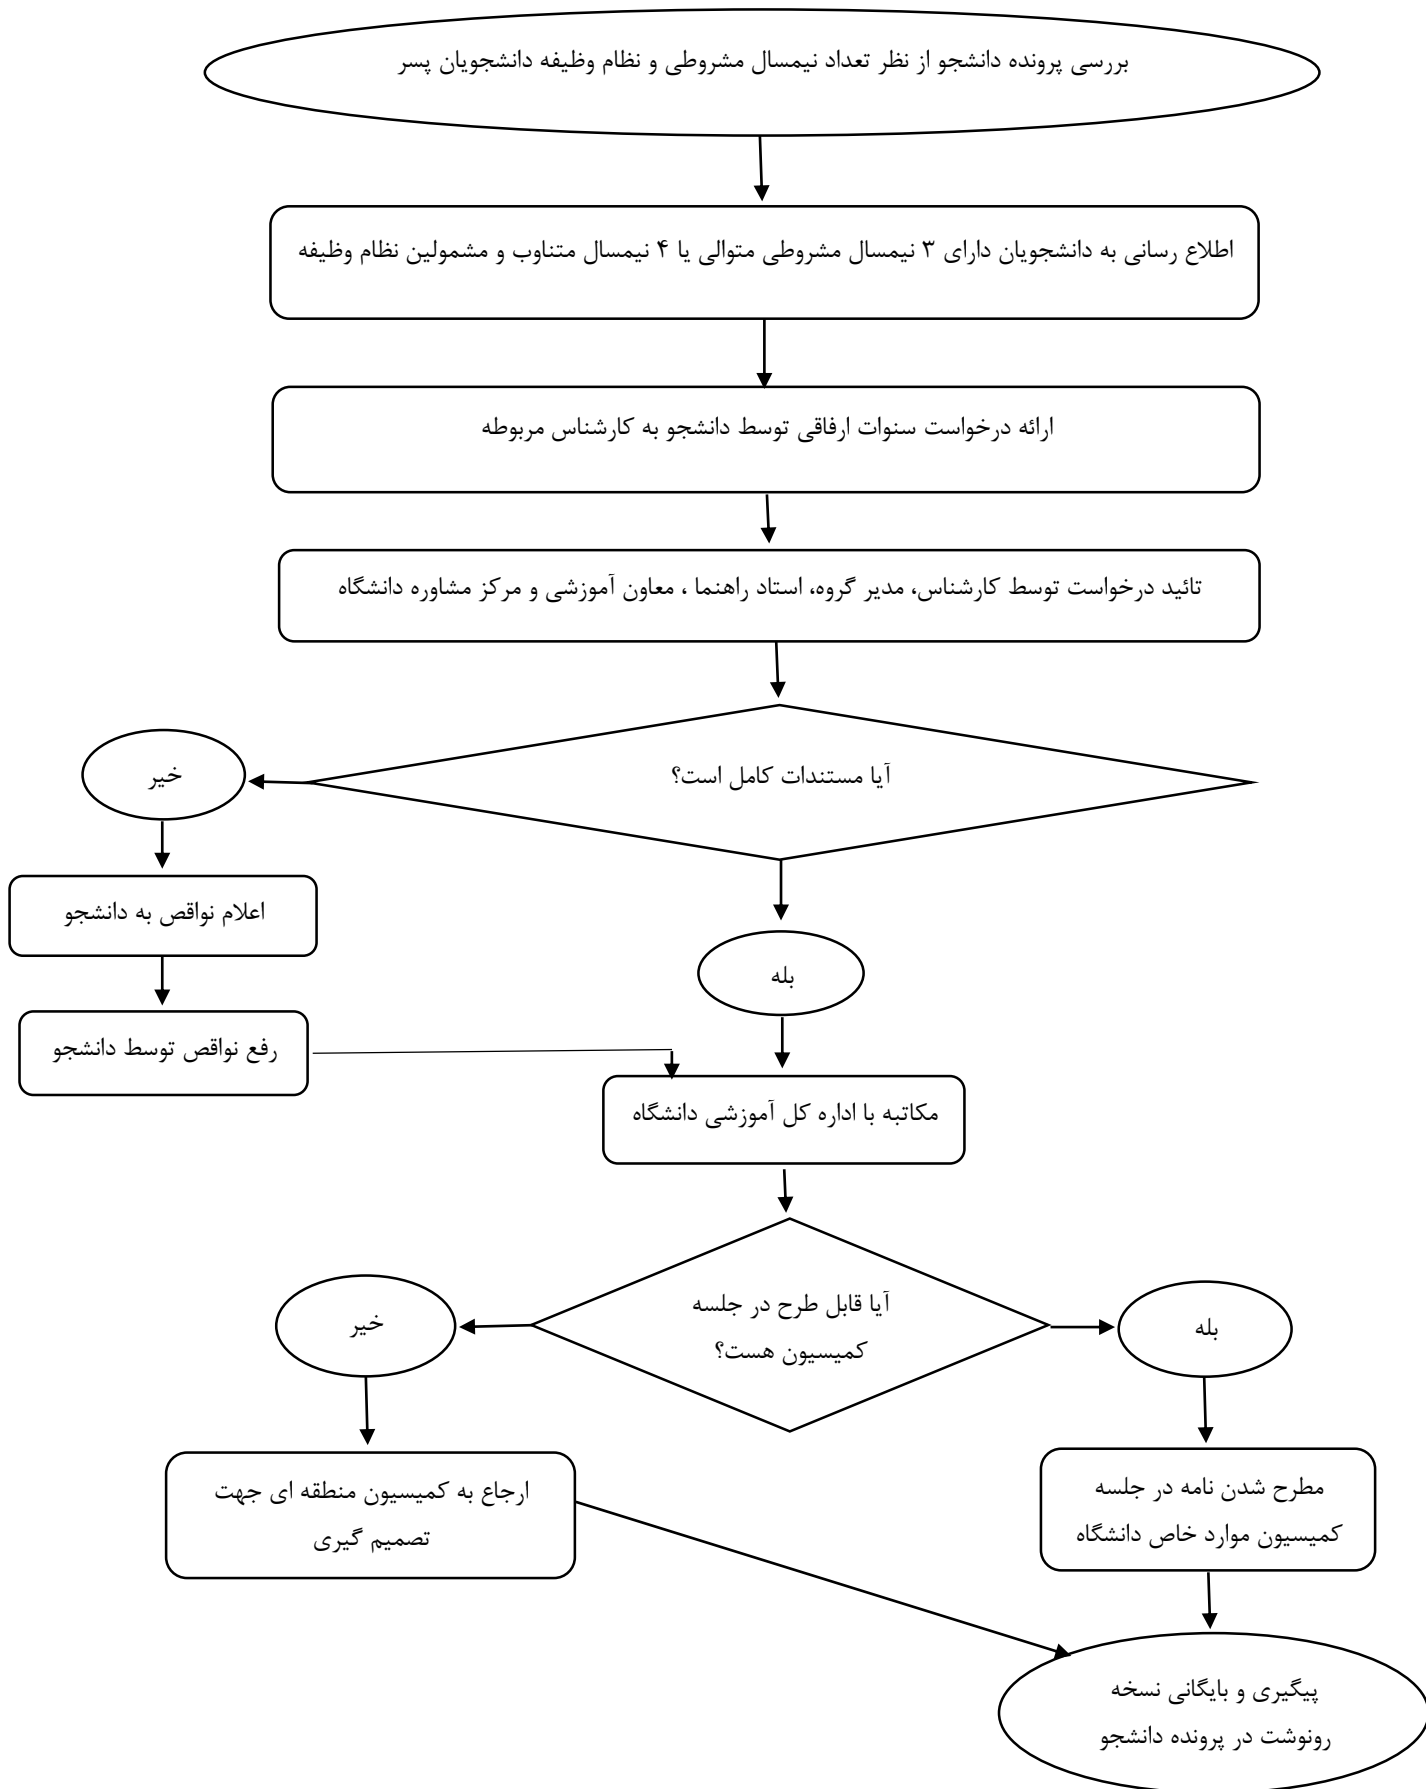 بررسی پرونده دانشجو از نظر تعداد نیمسال مشروطی و نظام وظیفه دانشجویان پسر
اطلاع رسانی به دانشجویان دارای ۳ نیمسال مشروطی متوالی یا ۴ نیمسال متناوب و مشمولین نظام وظیفه
ارائه درخواست سنوات ارفاقی توسط دانشجو به کارشناس مربوطه
تائید درخواست توسط کارشناس، مدیر گروه، استاد راهنما ، معاون آموزشی و مرکز مشاوره دانشگاه
آیا مستندات کامل است؟
خیر
اعلام نواقص به دانشجو
رفع نواقص توسط دانشجو
بله
مکاتبه با اداره کل آموزشی دانشگاه
آیا قابل طرح در جلسه
کمیسیون هست؟
بله
خیر
مطرح شدن نامه در جلسه
کمیسیون موارد خاص دانشگاه
ارجاع به کمیسیون منطقه ای جهت
تصمیم گیری
پیگیری و بایگانی نسخه
رونوشت در پرونده دانشجو